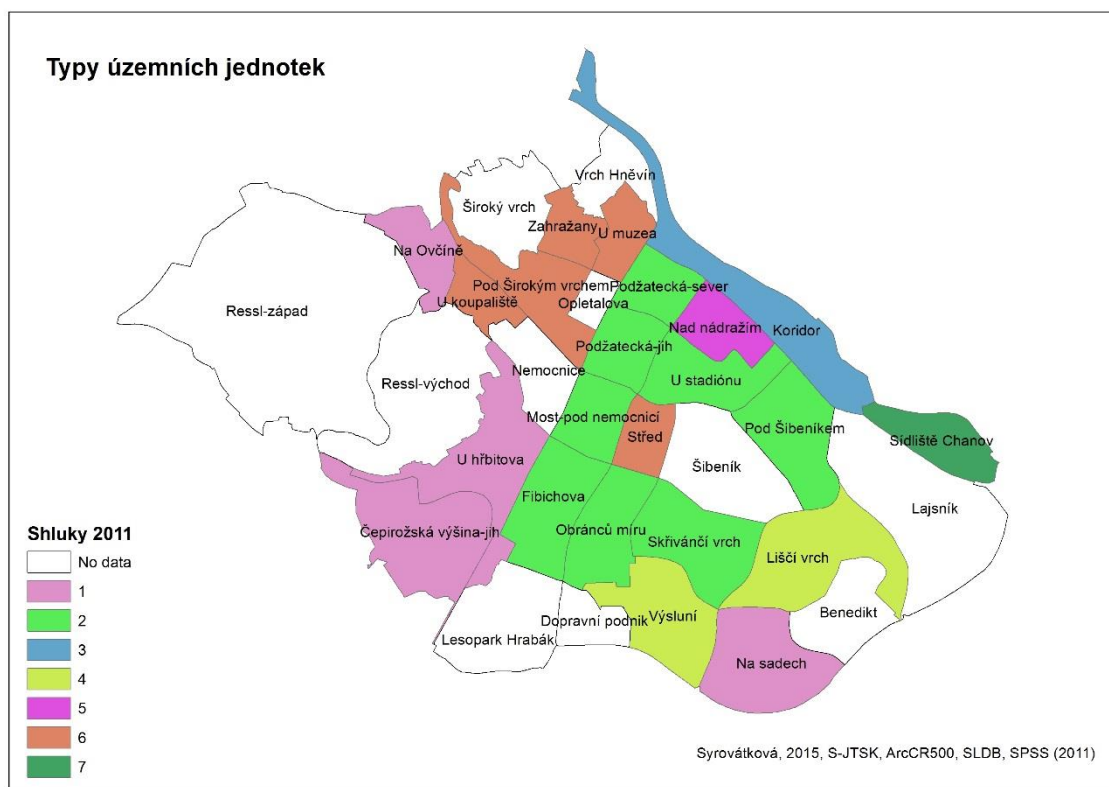 Typy územních jednotek
Vrch Hněvín
Široký vrch
Zahražany
U muzea
Na Ovčíně
Pod Širokým vrchem
Podžatecká-sever
U koupaliště
Opletalova
Ressl-západ
Nad nádražím
Koridor
Podžatecká-jih
Nemocnice
Ressl-východ
U stadiónu
Most-pod nemocnicí
Střed
Pod Šibeníkem
Sídliště Chanov
U hřbitova
Šibeník
Fibichova
Lajsník
Čepirožská výšina-jih
Obránců míru
Skřivánčí vrch
Liščí vrch
Dopravní podnik
Výsluní
Benedikt
Lesopark Hrabák
Na sadech
Shluky 2011
No data
1
2
3
4
5
6
7
Syrovátková, 2015, S-JTSK, ArcCR500, SLDB, SPSS (2011)